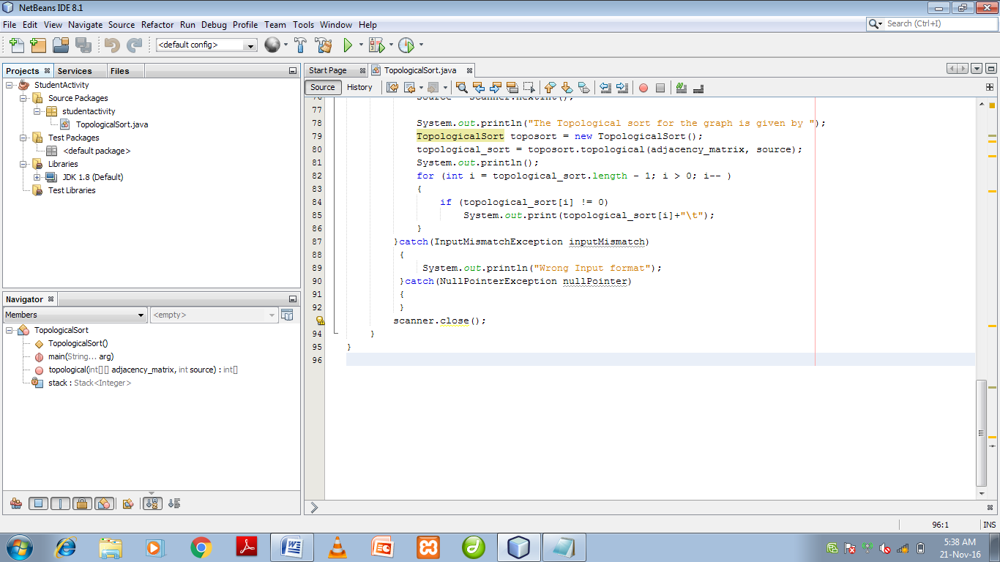 NetBeans IDE 8.1
File Edit View Navigate Source Refactor Run Debug Profile Team Tools Window Help
Search (Ctrl+I)
<default config>
Projects Services Files
StudentActivity
Source Packages
studentactivity
TopologicalSort.java
Test Packages
<default package>
Libraries
JDK 1.8 (Default)
Test Libraries
Navigator
Members <empty>
TopologicalSort
TopologicalSort()
main(String... arg)
topological(int[][] adjacency_matrix, int source) : int[]
stack : Stack<Integer>
Start Page TopologicalSort.java
Source History
76 source = scanner.nextInt();
77
78 System.out.println("The Topological sort for the graph is given by ");
79 TopologicalSort toposort = new TopologicalSort();
80 topological_sort = toposort.topological(adjacency_matrix, source);
81 System.out.println();
82 for (int i = topological_sort.length - 1; i > 0; i-- )
83 {
84 if (topological_sort[i] != 0)
85 System.out.print(topological_sort[i]+"\t");
86 }
87 }catch(InputMismatchException inputMismatch)
88 {
89 System.out.println("Wrong Input format");
90 }catch(NullPointerException nullPointer)
91 {
92 }
scanner.close();
94 }
95 }
96
96:1 INS
5:38 AM
21-Nov-16